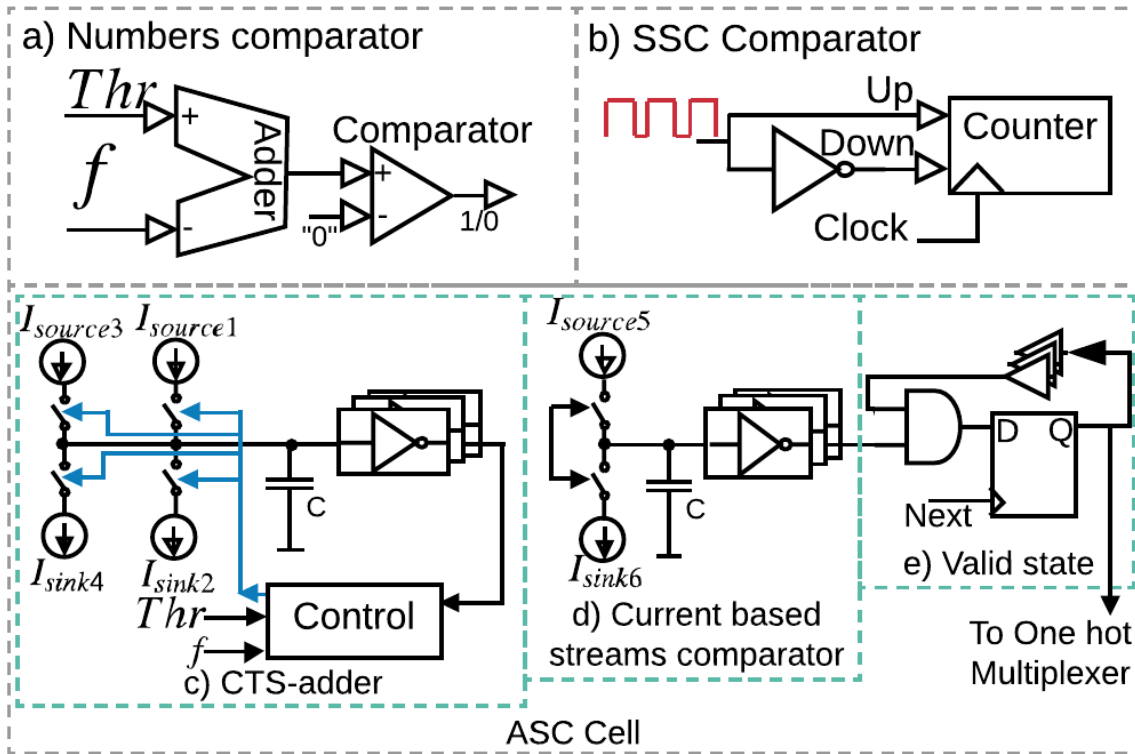 a) Numbers comparator
Thr
+
f
-
Adder
Comparator
+
-
"0"
1/0
b) SSC Comparator
Up
Down
Counter
Clock
I_source3
I_source1
C
I_sink4
I_sink2
Thr
f
Control
c) CTS-adder
I_source5
C
I_sink6
d) Current based
streams comparator
D Q
Next
e) Valid state
To One hot
Multiplexer
ASC Cell